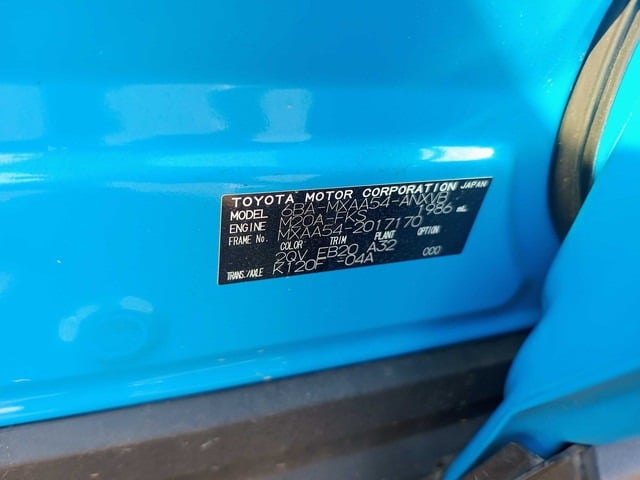 TOYOTA MOTOR CORPORATION JAPAN
MODEL 6BA-MXAA54-ANXVB
ENGINE M20A-FKS 1986 mL
FRAME No. MXAA54-2017170
COLOR TRIM PLANT OPTION
2QV EB20 A32 000
TRANS./AXLE K120F -04A